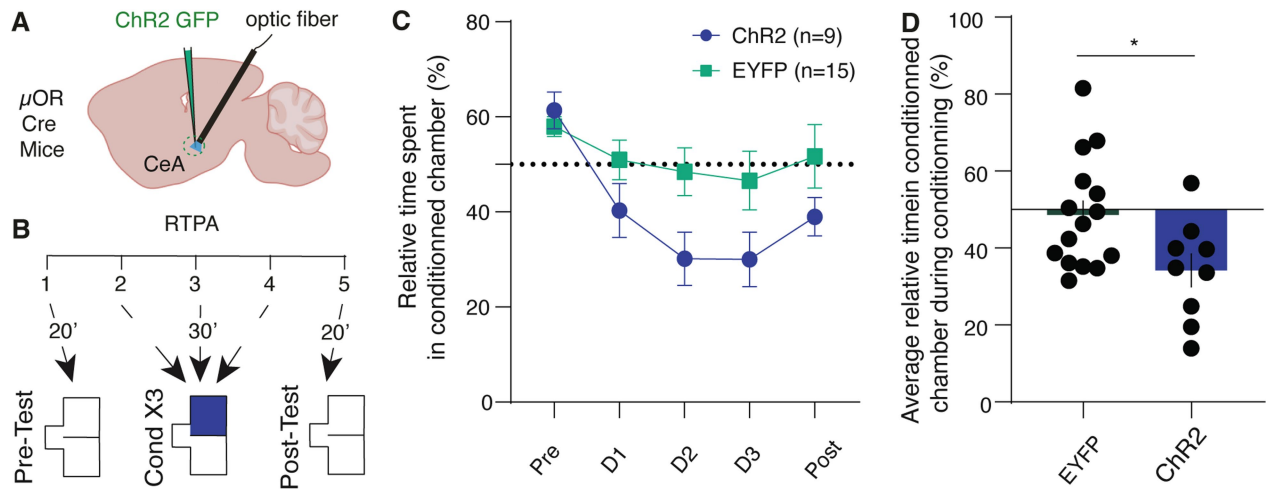 A
ChR2 GFP
optic fiber
µOR
Cre
Mice
CeA
B
RTPA
1 2 3 4 5
20’ 30’ 20’
Pre-Test
Cond X3
Post-Test
C
Relative time spent
in conditionned chamber (%)
80
60
40
20
0
ChR2 (n=9)
EYFP (n=15)
Pre D1 D2 D3 Post
D
Average relative timein conditionned
chamber during conditionning (%)
100
80
60
40
20
0
*
EYFP ChR2